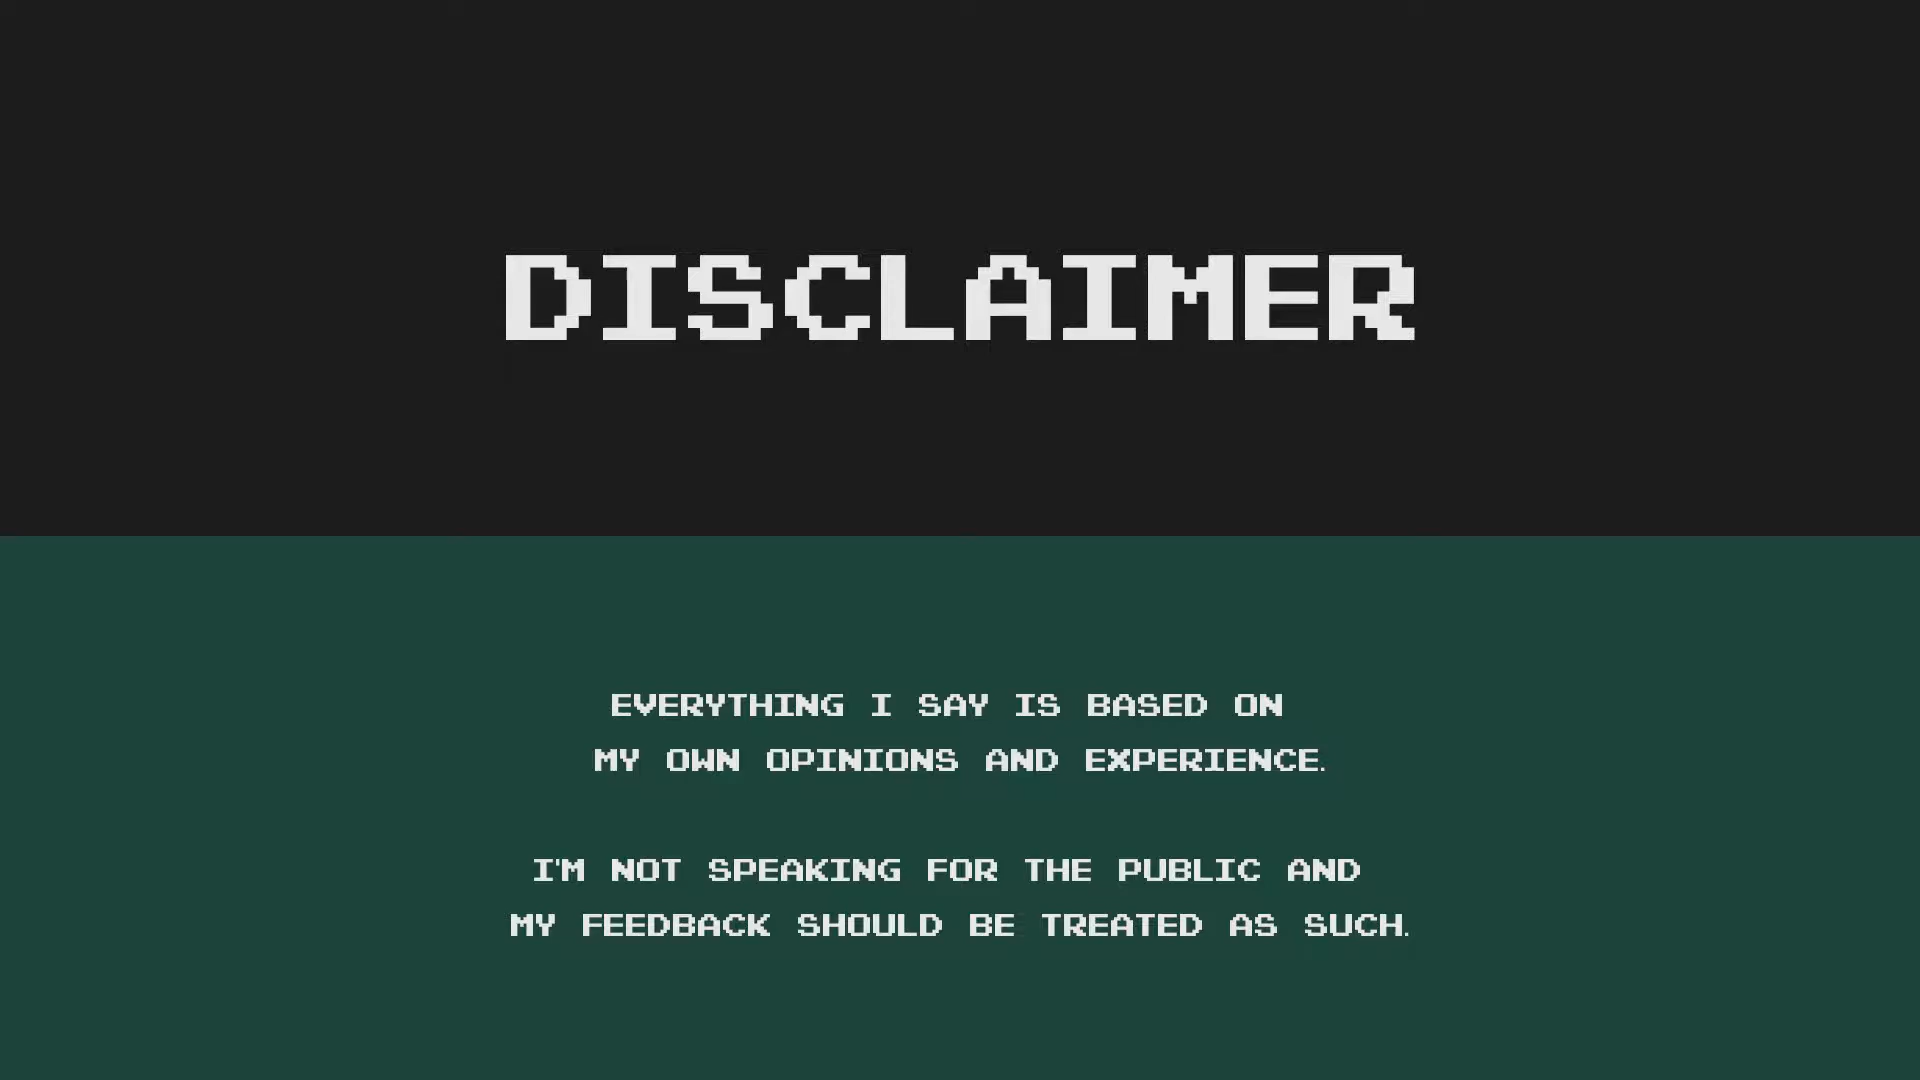 DISCLAIMER
EVERYTHING I SAY IS BASED ON
MY OWN OPINIONS AND EXPERIENCE.
I'M NOT SPEAKING FOR THE PUBLIC AND
MY FEEDBACK SHOULD BE TREATED AS SUCH.